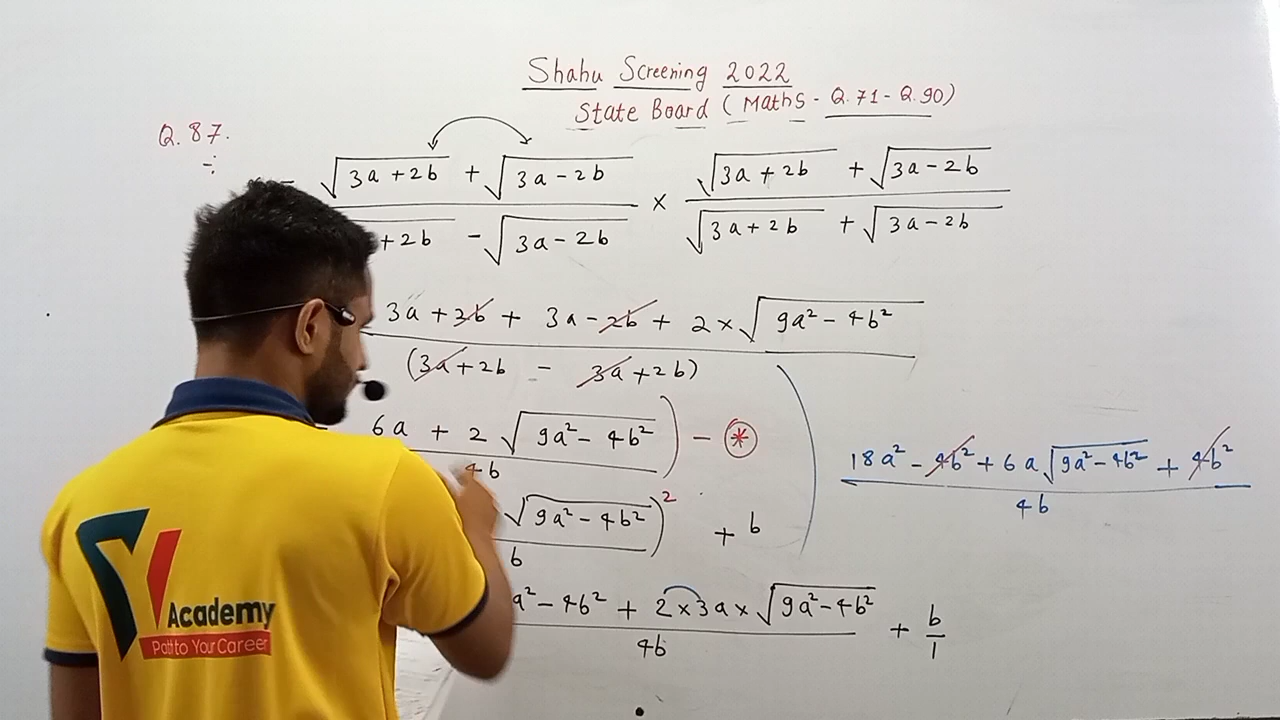 Shahu Screening 2022
State Board (Maths - Q.71 - Q.90)
Q.87.
√(3a + 2b) + √(3a - 2b) × √(3a + 2b) + √(3a - 2b)
+ 2b - √(3a - 2b) √(3a + 2b) + √(3a - 2b)
3a + 2b + 3a - 2b + 2 × √(9a² - 4b²)
(3a + 2b - 3a + 2b)
6a + 2 √(9a² - 4b²) ) - *
4b
√(9a² - 4b²) )² + b
b
a² - 4b² + 2 × 3a × √(9a² - 4b²) + b
4b 1
18a² - 4b² + 6a√(9a² - 4b²) + 4b²
4b
Academy
Path to Your Career